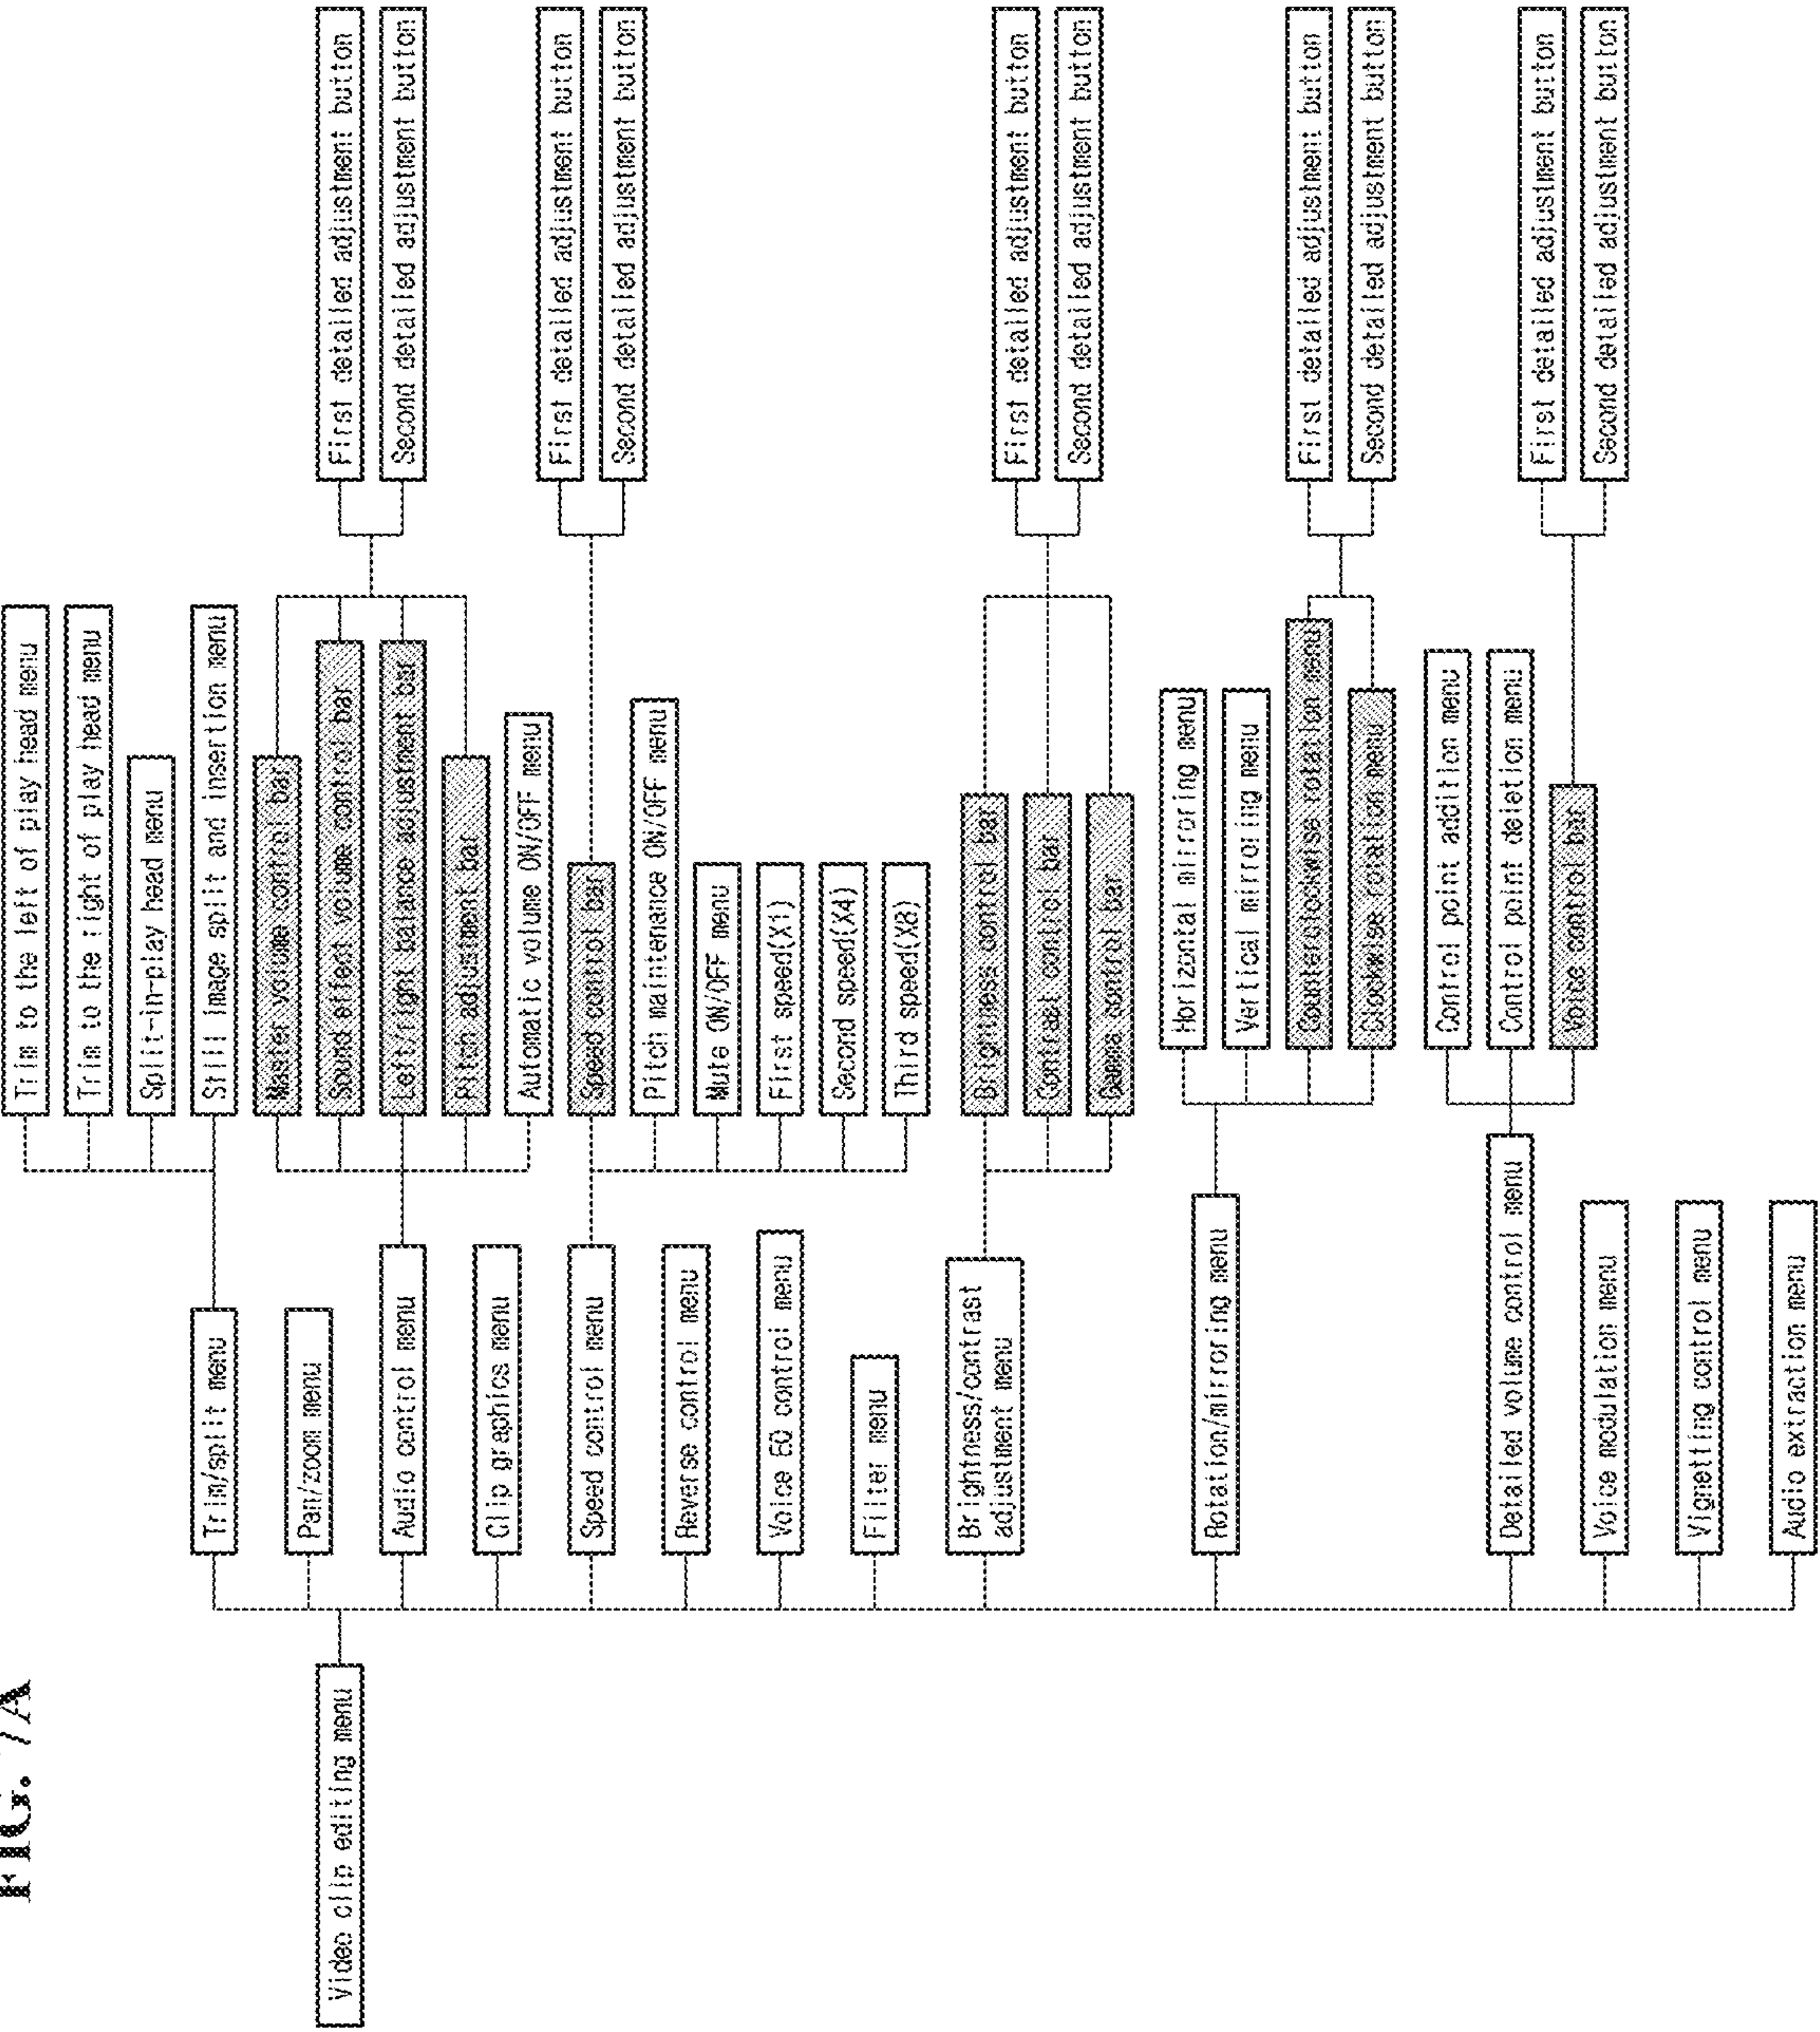 FIG. 7A
Video clip editing menu
Trim/split menu
Trim to the left of play head menu
Trim to the right of play head menu
Split-in-play head menu
Still image split and insertion menu
Pan/zoom menu
Audio control menu
Master volume control bar
Sound effect volume control bar
Left/right balance adjustment bar
Pitch adjustment bar
Automatic volume ON/OFF menu
First detailed adjustment button
Second detailed adjustment button
Clip graphics menu
Speed control menu
Speed control bar
Pitch maintenance ON/OFF menu
Mute ON/OFF menu
First speed(X1)
Second speed(X4)
Third speed(X8)
First detailed adjustment button
Second detailed adjustment button
Reverse control menu
Voice EQ control menu
Filter menu
Brightness/contrast
adjustment menu
Brightness control bar
Contract control bar
Gamma control bar
First detailed adjustment button
Second detailed adjustment button
Rotation/mirroring menu
Horizontal mirroring menu
Vertical mirroring menu
Counterclockwise rotation menu
Clockwise rotation menu
First detailed adjustment button
Second detailed adjustment button
Detailed volume control menu
Control point addition menu
Control point deletion menu
Voice control bar
First detailed adjustment button
Second detailed adjustment button
Voice modulation menu
Vignetting control menu
Audio extraction menu